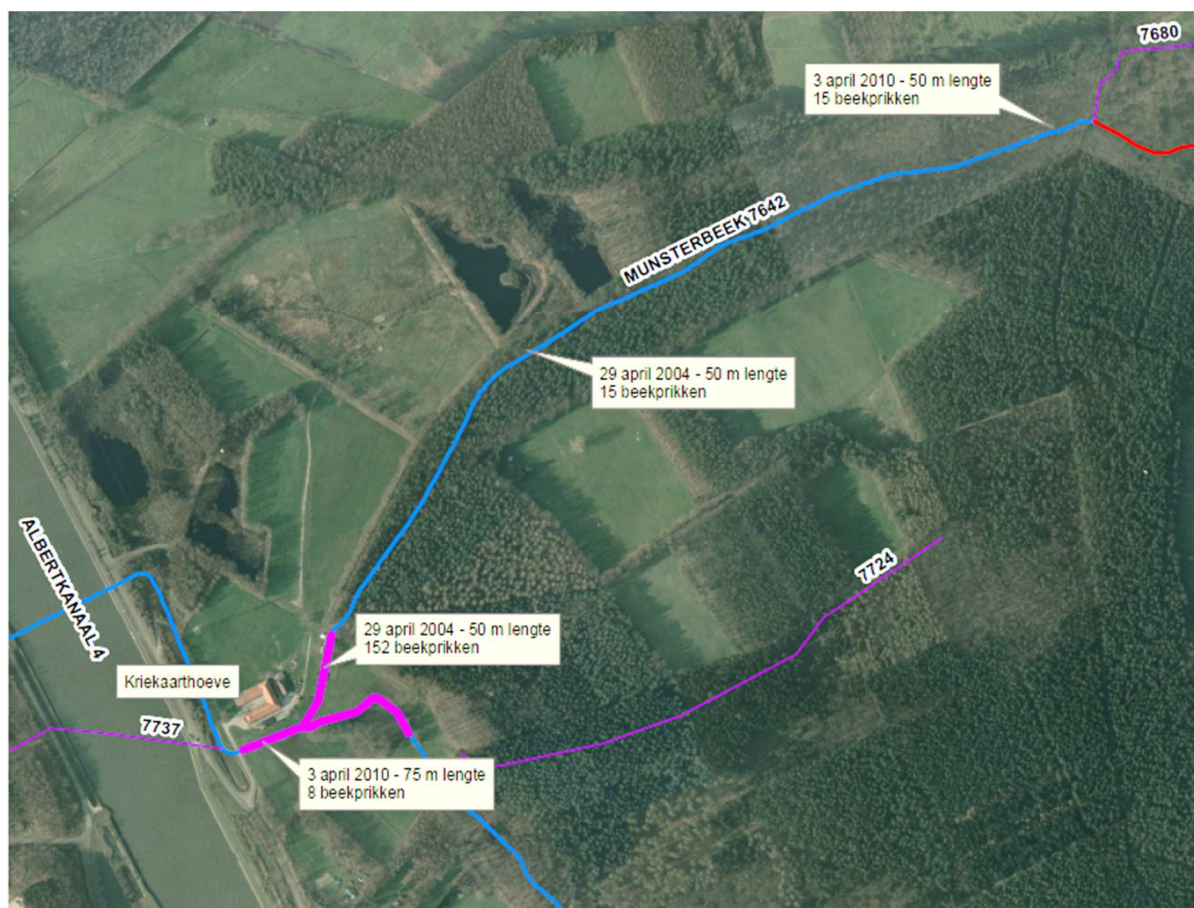 7680
3 april 2010 - 50 m lengte
15 beekprikken
MUNSTERBEEK 7642
29 april 2004 - 50 m lengte
15 beekprikken
ALBERTKANAAL 4
7724
29 april 2004 - 50 m lengte
152 beekprikken
Kriekaarthoeve
7737
3 april 2010 - 75 m lengte
8 beekprikken